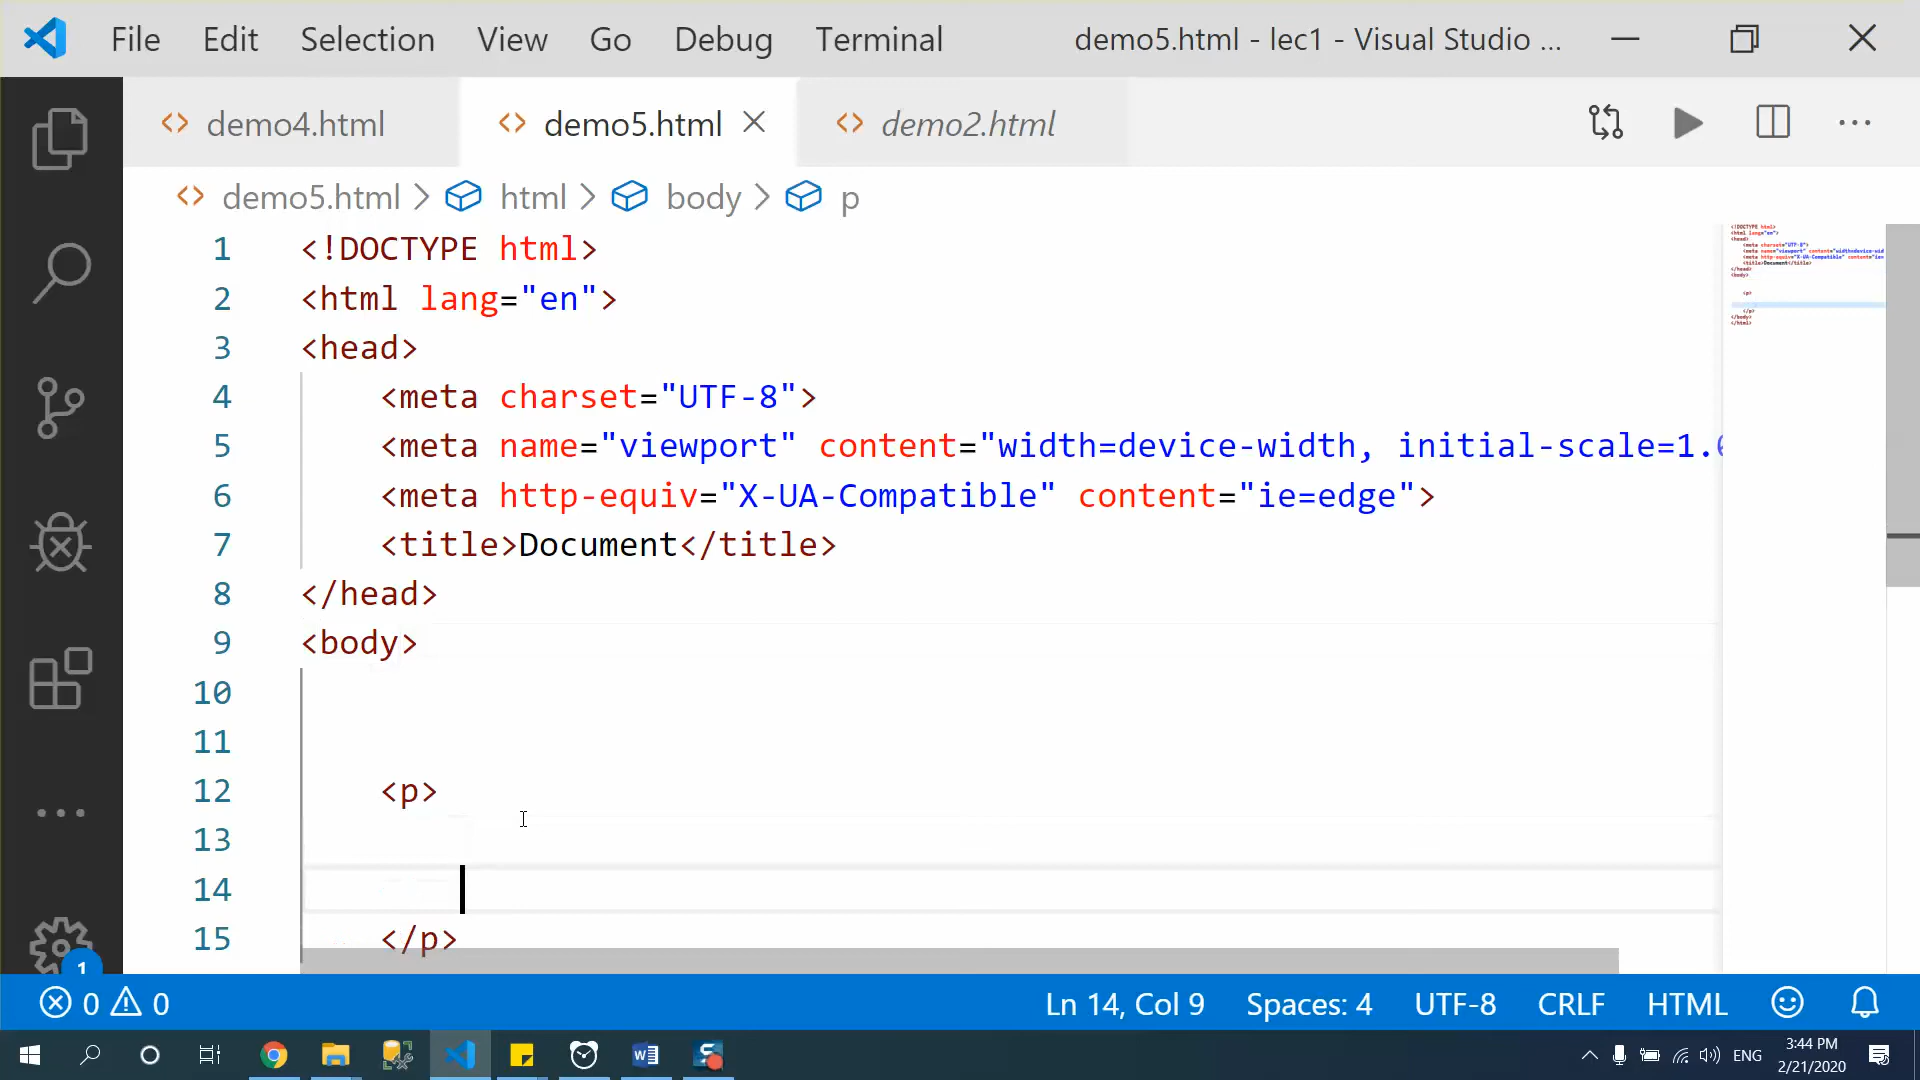 File Edit Selection View Go Debug Terminal demo5.html - lec1 - Visual Studio ...
demo4.html demo5.html demo2.html
demo5.html > html > body > p
1 <!DOCTYPE html>
2 <html lang="en">
3 <head>
4 <meta charset="UTF-8">
5 <meta name="viewport" content="width=device-width, initial-scale=1.
6 <meta http-equiv="X-UA-Compatible" content="ie=edge">
7 <title>Document</title>
8 </head>
9 <body>
10
11
12 <p>
13
14
15 </p>
1
0 0 Ln 14, Col 9 Spaces: 4 UTF-8 CRLF HTML
ENG 3:44 PM
2/21/2020